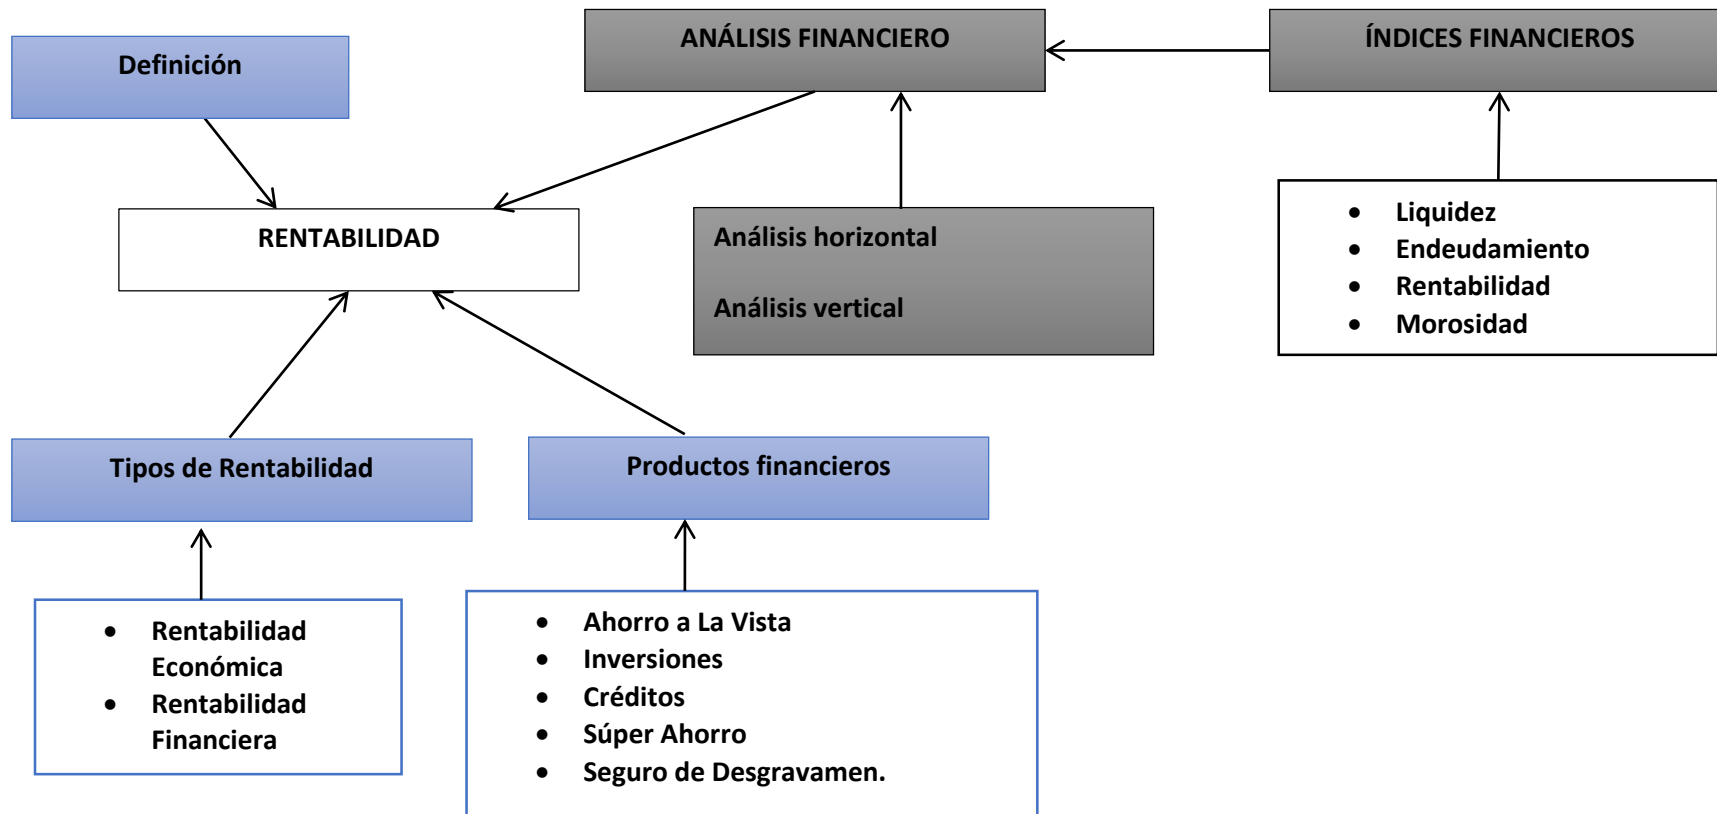 Definición
ANÁLISIS FINANCIERO
ÍNDICES FINANCIEROS
RENTABILIDAD
Análisis horizontal
Análisis vertical
• Liquidez
• Endeudamiento
• Rentabilidad
• Morosidad
Tipos de Rentabilidad
Productos financieros
• Rentabilidad
Económica
• Rentabilidad
Financiera
• Ahorro a La Vista
• Inversiones
• Créditos
• Súper Ahorro
• Seguro de Desgravamen.